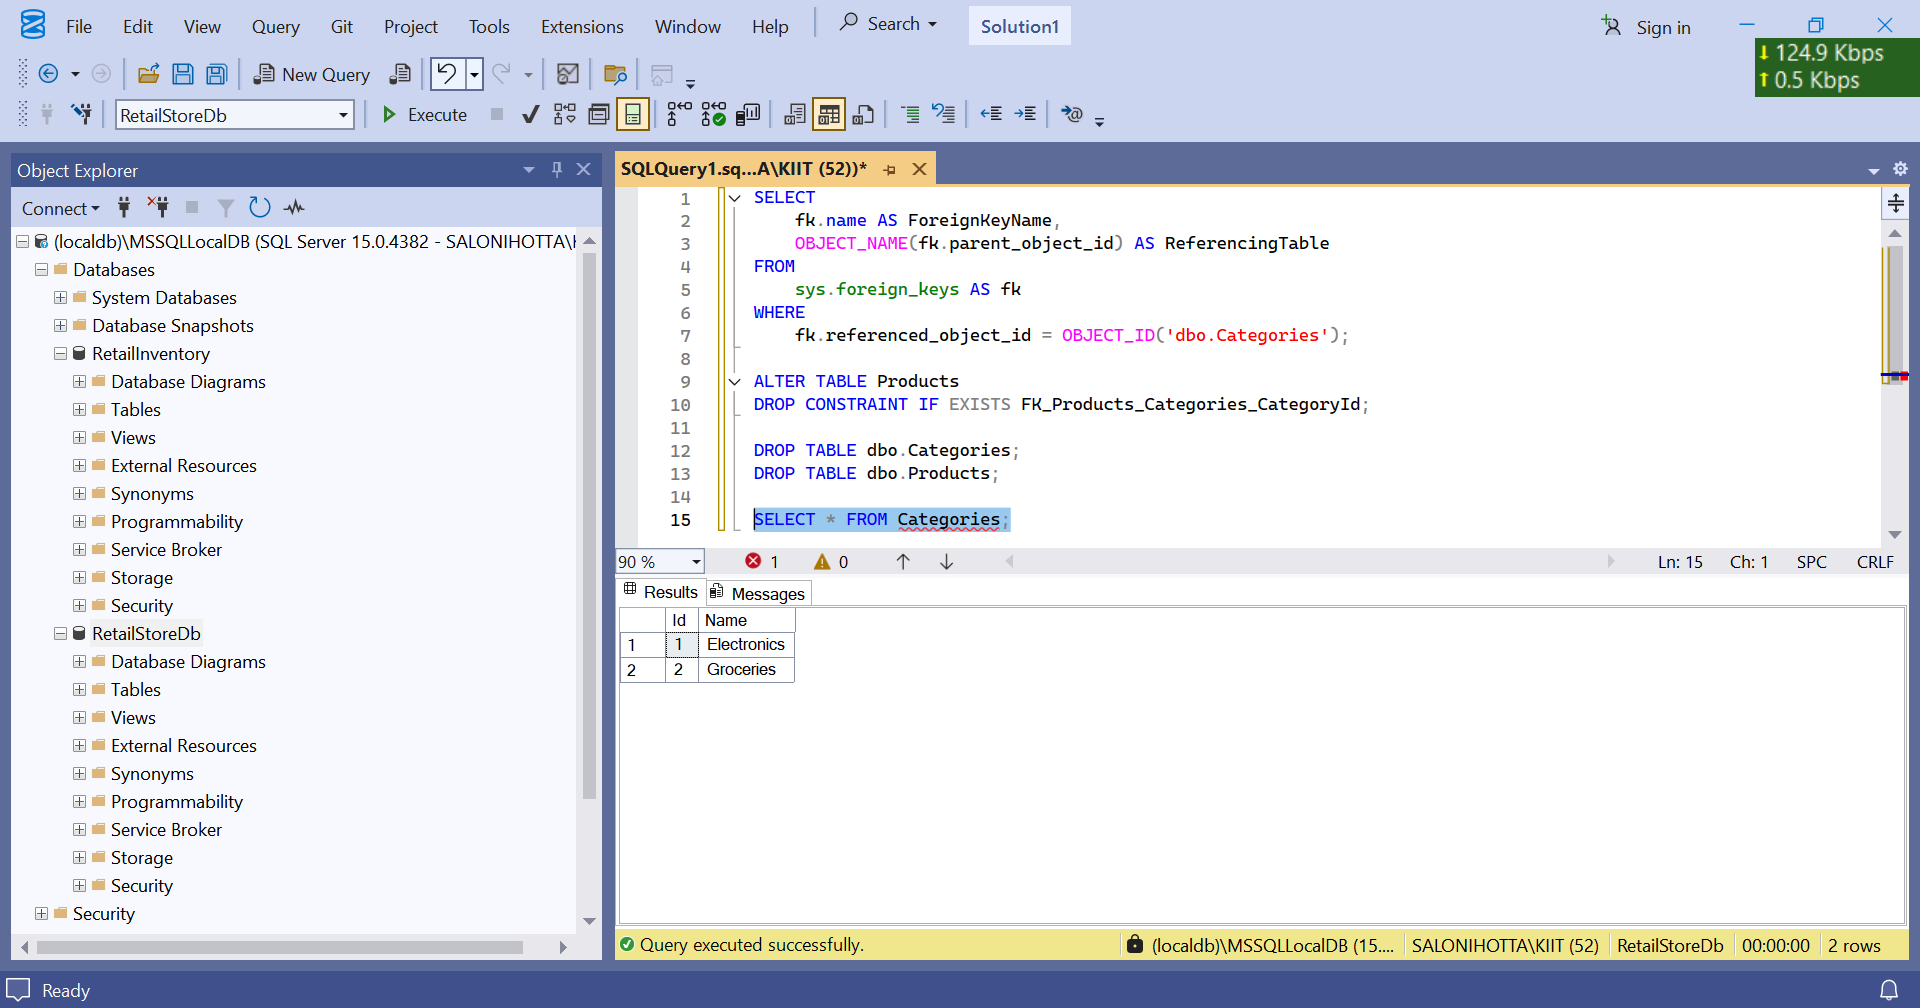 File Edit View Query Git Project Tools Extensions Window Help Search Solution1 Sign in
↓ 124.9 Kbps
↑ 0.5 Kbps
New Query
RetailStoreDb Execute
Object Explorer
Connect
(localdb)\MSSQLLocalDB (SQL Server 15.0.4382 - SALONIHOTTA\
Databases
System Databases
Database Snapshots
RetailInventory
Database Diagrams
Tables
Views
External Resources
Synonyms
Programmability
Service Broker
Storage
Security
RetailStoreDb
Database Diagrams
Tables
Views
External Resources
Synonyms
Programmability
Service Broker
Storage
Security
Security
SQLQuery1.sq...A\KIIT (52))*
1 SELECT
2 fk.name AS ForeignKeyName,
3 OBJECT_NAME(fk.parent_object_id) AS ReferencingTable
4 FROM
5 sys.foreign_keys AS fk
6 WHERE
7 fk.referenced_object_id = OBJECT_ID('dbo.Categories');
8
9 ALTER TABLE Products
10 DROP CONSTRAINT IF EXISTS FK_Products_Categories_CategoryId;
11
12 DROP TABLE dbo.Categories;
13 DROP TABLE dbo.Products;
14
15 SELECT * FROM Categories;
90 % 1 0 Ln: 15 Ch: 1 SPC CRLF
Results Messages
Id Name
1 1 Electronics
2 2 Groceries
Query executed successfully. (localdb)\MSSQLLocalDB (15.... SALONIHOTTA\KIIT (52) RetailStoreDb 00:00:00 2 rows
Ready